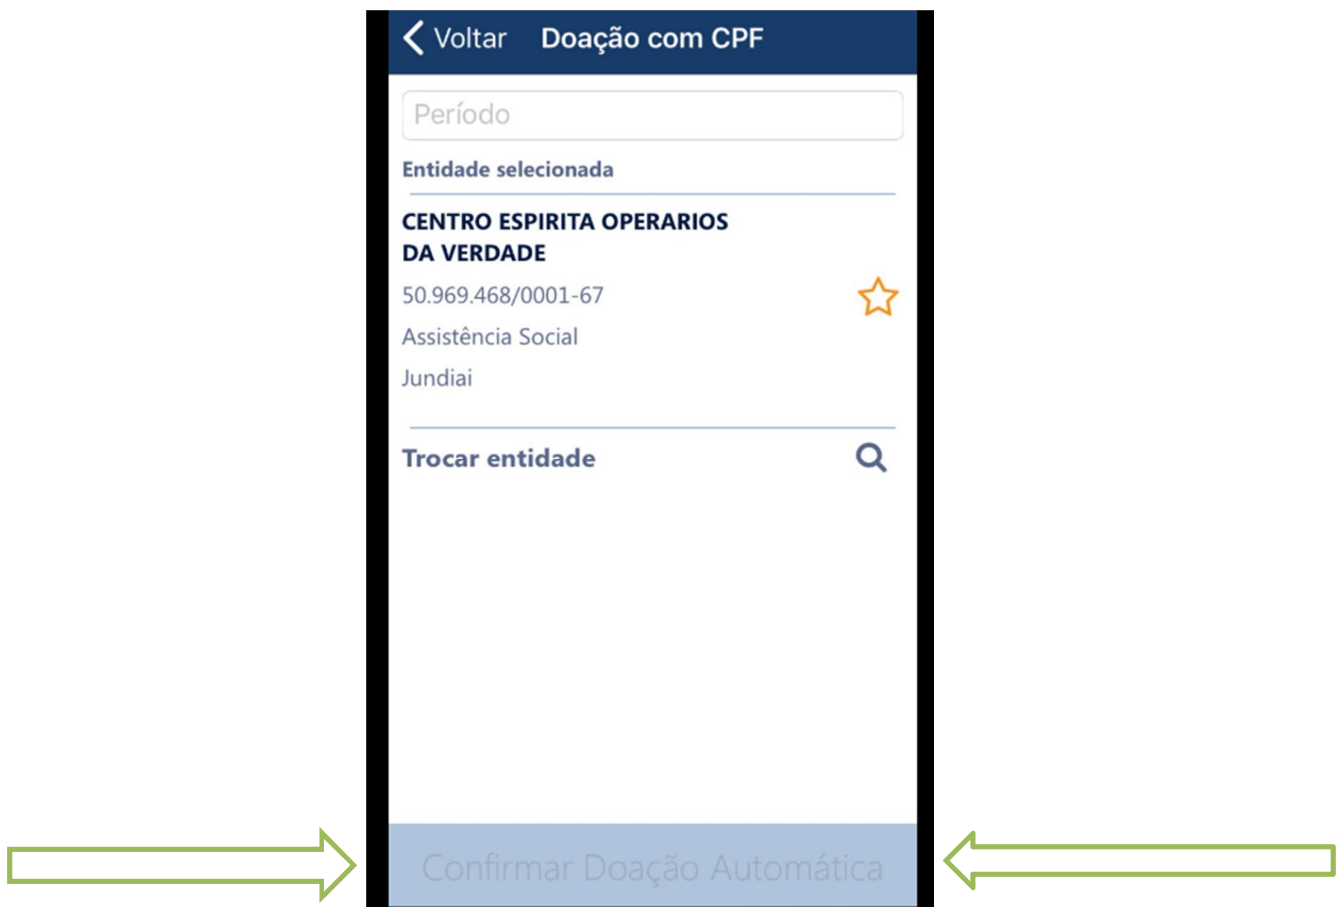 Voltar Doação com CPF
Período
Entidade selecionada
CENTRO ESPIRITA OPERARIOS
DA VERDADE
50.969.468/0001-67
Assistência Social
Jundiai
Trocar entidade
Confirmar Doação Automática